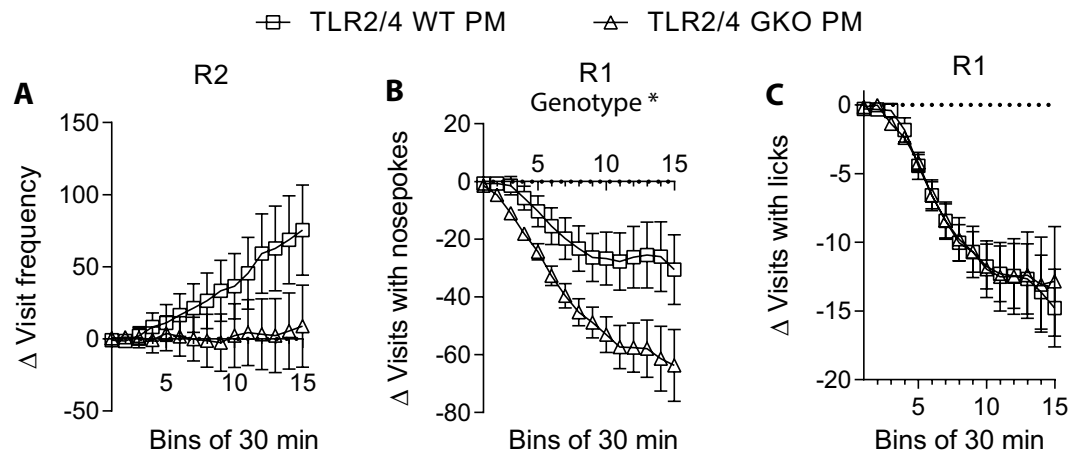 TLR2/4 WT PM TLR2/4 GKO PM
A
R2
Δ Visit frequency
150
100
50
0
-50
5 10 15
Bins of 30 min
B
R1
Genotype *
Δ Visits with nosepokes
20
0
-20
-40
-60
-80
5 10 15
Bins of 30 min
C
R1
Δ Visits with licks
0
-5
-10
-15
-20
5 10 15
Bins of 30 min